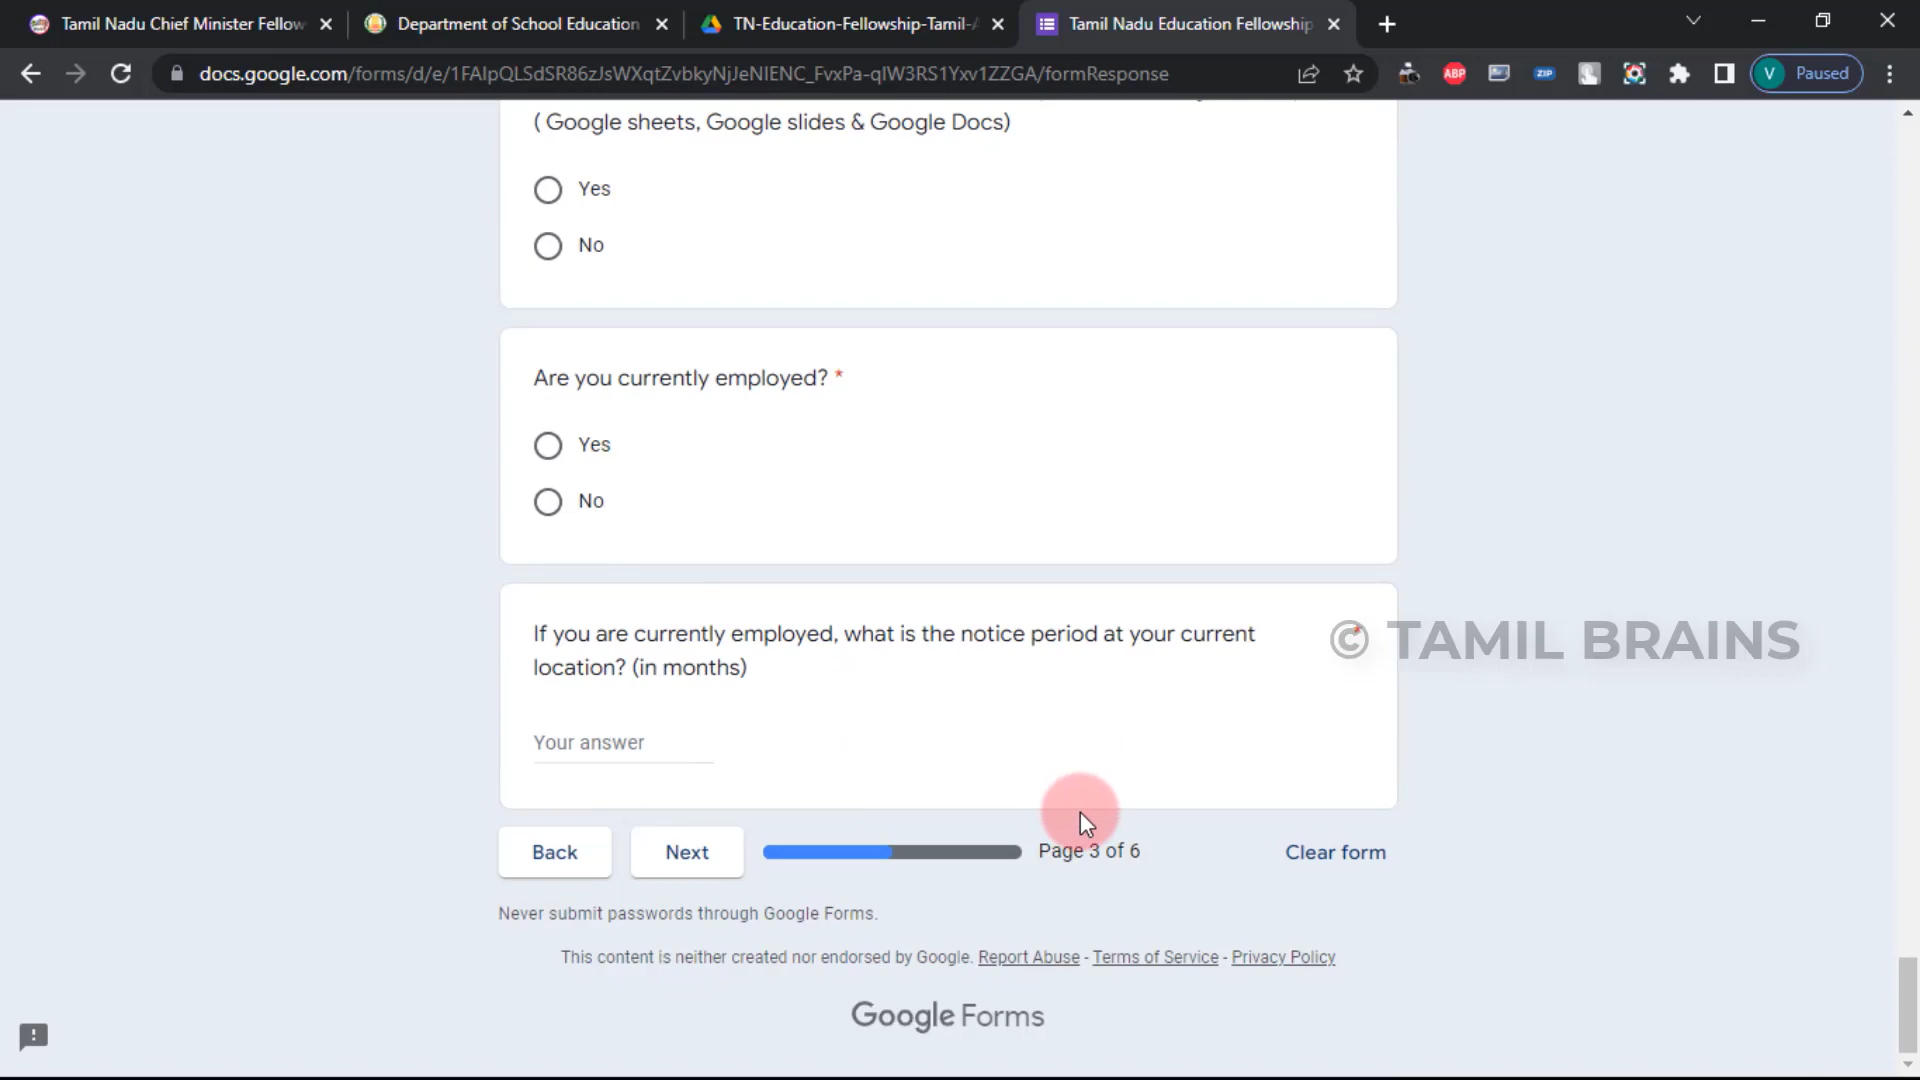 Tamil Nadu Chief Minister Fellow
Department of School Education
TN-Education-Fellowship-Tamil-
Tamil Nadu Education Fellowship
docs.google.com/forms/d/e/1FAIpQLSdSR86zJsWXqtZvbkyNjJeNIENC_FvxPa-qIW3RS1Yxv1ZZGA/formResponse
ABP
ZIP
V Paused
( Google sheets, Google slides & Google Docs)
Yes
No
Are you currently employed? *
Yes
No
If you are currently employed, what is the notice period at your current
location? (in months)
© TAMIL BRAINS
Your answer
Back
Next
Page 3 of 6
Clear form
Never submit passwords through Google Forms.
This content is neither created nor endorsed by Google. Report Abuse - Terms of Service - Privacy Policy
Google Forms